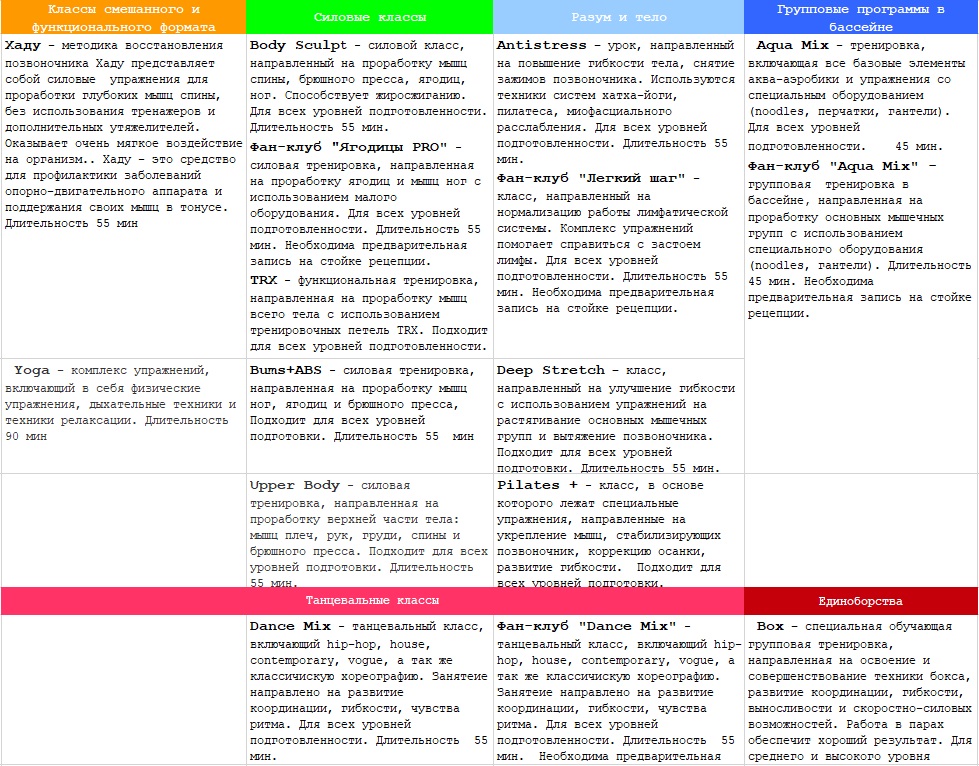 Классы смешанного и
функционального формата
Силовые классы
Разум и тело
Групповые программы в
бассейне
Хаду - методика восстановления
позвоночника Хаду представляет
собой силовые упражнения для
проработки глубоких мышц спины,
без использования тренажеров и
дополнительных утяжелителей.
Оказывает очень мягкое воздействие
на организм.. Хаду - это средство
для профилактики заболеваний
опорно-двигательного аппарата и
поддержания своих мышц в тонусе.
Длительность 55 мин
Body Sculpt - силовой класс,
направленный на проработку мышц
спины, брюшного пресса, ягодиц,
ног. Способствует жиросжиганию.
Для всех уровней подготовленности.
Длительность 55 мин.
Фан-клуб "Ягодицы PRO" -
силовая тренировка, направленная
на проработку ягодиц и мышц ног с
использованием малого
оборудования. Для всех уровней
подготовленности. Длительность 55
мин. Необходима предварительная
запись на стойке рецепции.
TRX - функциональная тренировка,
направленная на проработку мышц
всего тела с использованием
тренировочных петель TRX. Подходит
для всех уровней подготовленности.
Antistress - урок, направленный
на повышение гибкости тела, снятие
зажимов позвоночника. Используются
техники систем хатха-йоги,
пилатеса, миофасциального
расслабления. Для всех уровней
подготовленности. Длительность 55
мин.
Фан-клуб "Легкий шаг" -
класс, направленный на
нормализацию работы лимфатической
системы. Комплекс упражнений
помогает справиться с застоем
лимфы. Для всех уровней
подготовленности. Длительность 55
мин. Необходима предварительная
запись на стойке рецепции.
Aqua Mix - тренировка,
включающая все базовые элементы
аква-аэробики и упражнения со
специальным оборудованием
(noodles, перчатки, гантели).
Для всех уровней
подготовленности. 45 мин.
Фан-клуб "Aqua Mix" -
групповая тренировка в
бассейне, направленная на
проработку основных мышечных
групп с использованием
специального оборудования
(noodles, гантели). Длительность
45 мин. Необходима
предварительная запись на стойке
рецепции.
Yoga - комплекс упражнений,
включающий в себя физические
упражнения, дыхательные техники и
техники релаксации. Длительность
90 мин
Bums+ABS - силовая тренировка,
направленная на проработку мышц
ног, ягодиц и брюшного пресса,
Подходит для всех уровней
подготовки. Длительность 55 мин
Deep Stretch - класс,
направленный на улучшение гибкости
с использованием упражнений на
растягивание основных мышечных
групп и вытяжение позвоночника.
Подходит для всех уровней
подготовки. Длительность 55 мин.
Upper Body - силовая
тренировка, направленная на
проработку верхней части тела:
мышц плеч, рук, груди, спины и
брюшного пресса. Подходит для всех
уровней подготовки. Длительность
55 мин.
Pilates + - класс, в основе
которого лежат специальные
упражнения, направленные на
укрепление мышц, стабилизирующих
позвоночник, коррекцию осанки,
развитие гибкости. Подходит для
всех уровней подготовки.
Танцевальные классы
Единоборства
Dance Mix - танцевальный класс,
включающий hip-hop, house,
contemporary, vogue, а так же
классичискую хореографию. Занятеие
направлено на развитие
координации, гибкости, чувства
ритма. Для всех уровней
подготовленности. Длительность 55
мин.
Фан-клуб "Dance Mix" -
танцевальный класс, включающий hip-
hop, house, contemporary, vogue, а
так же классичискую хореографию.
Занятеие направлено на развитие
координации, гибкости, чувства
ритма. Для всех уровней
подготовленности. Длительность 55
мин. Необходима предварительная
Box - специальная обучающая
групповая тренировка,
направленная на освоение и
совершенствование техники бокса,
развитие координации, гибкости,
выносливости и скоростно-силовых
возможностей. Работа в парах
обеспечит хороший результат. Для
среднего и высокого уровня